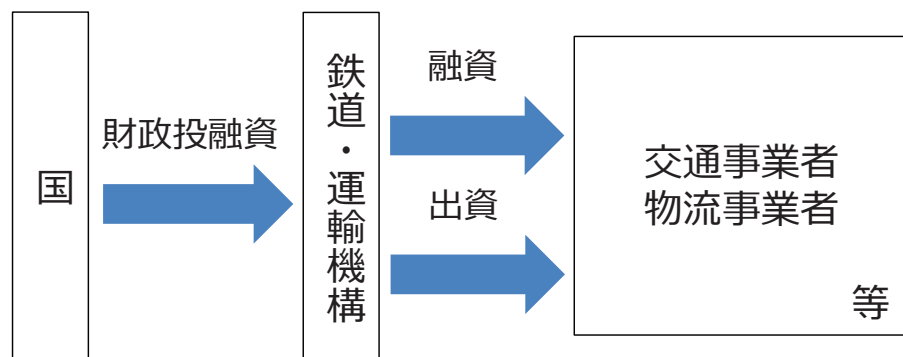 国
財政投融資
鉄道・運輸機構
融資
出資
交通事業者
物流事業者
等